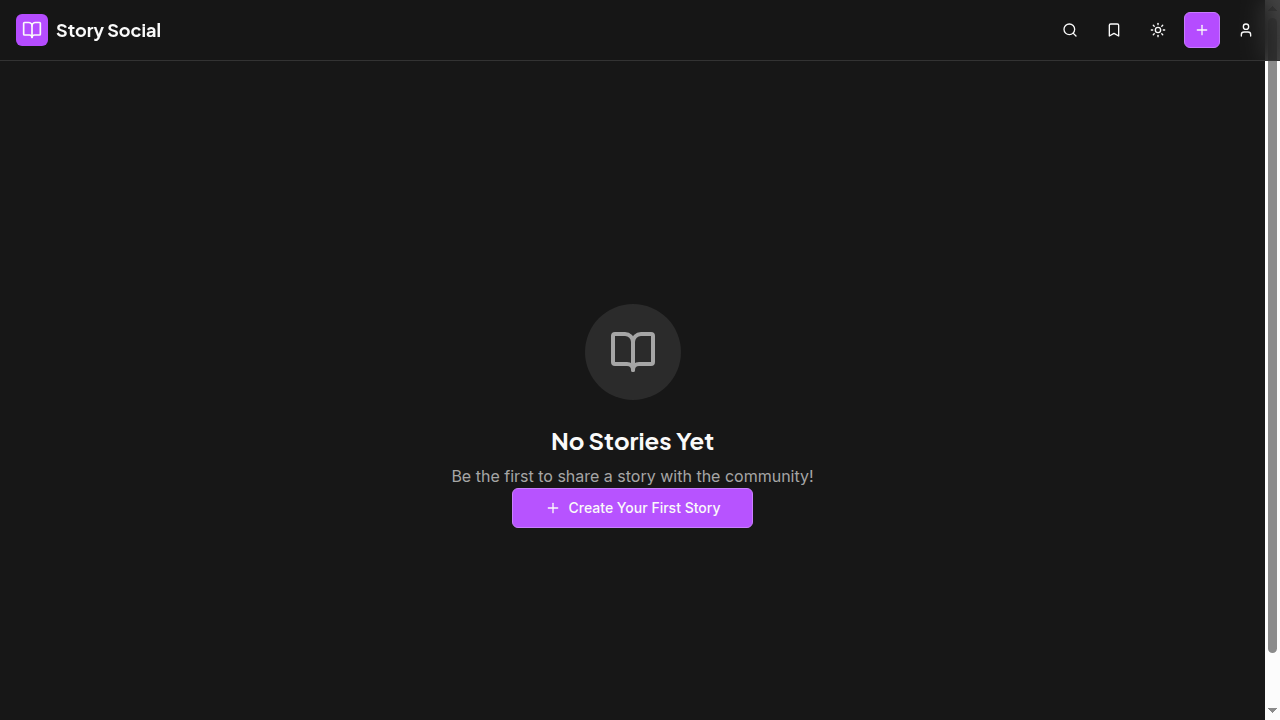 Story Social
No Stories Yet
Be the first to share a story with the community!
Create Your First Story